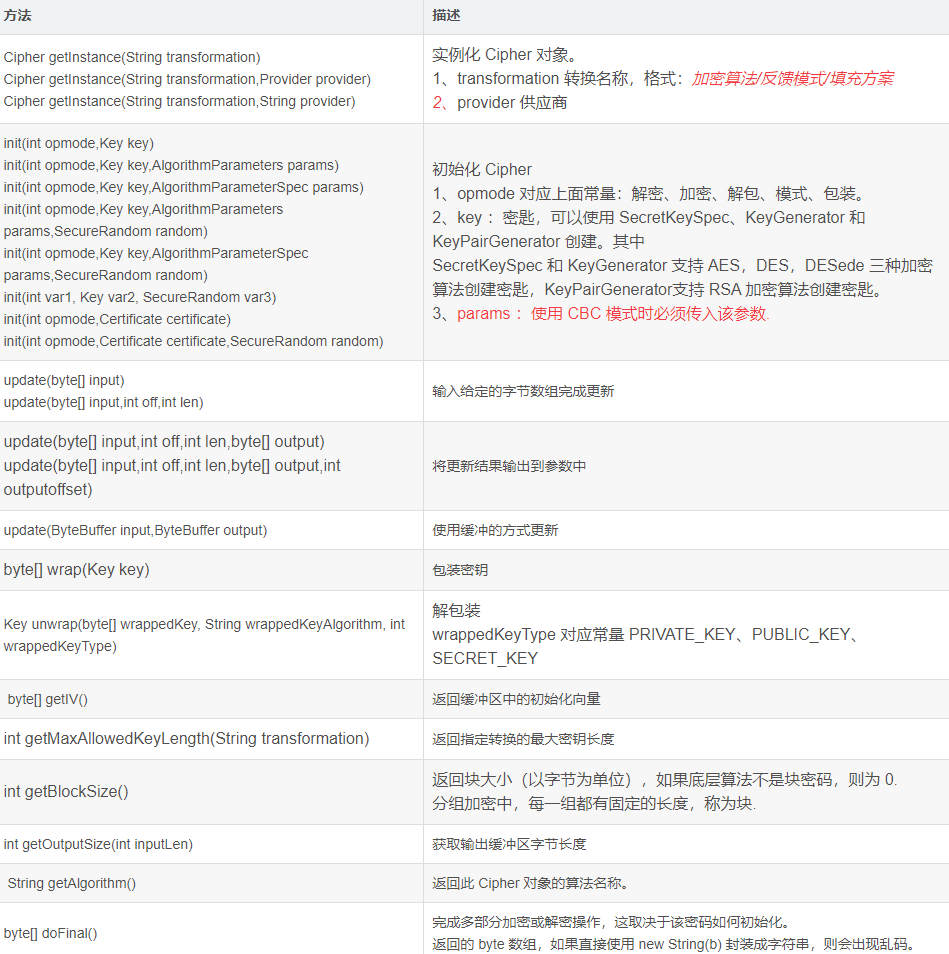 方法
描述
Cipher getInstance(String transformation)
Cipher getInstance(String transformation,Provider provider)
Cipher getInstance(String transformation,String provider)
实例化 Cipher 对象。
1、transformation 转换名称，格式：加密算法/反馈模式/填充方案
2、provider 供应商
init(int opmode,Key key)
init(int opmode,Key key,AlgorithmParameters params)
init(int opmode,Key key,AlgorithmParameterSpec params)
init(int opmode,Key key,AlgorithmParameters
params,SecureRandom random)
init(int opmode,Key key,AlgorithmParameterSpec
params,SecureRandom random)
init(int var1, Key var2, SecureRandom var3)
init(int opmode,Certificate certificate)
init(int opmode,Certificate certificate,SecureRandom random)
初始化 Cipher
1、opmode 对应上面常量：解密、加密、解包、模式、包装。
2、key ：密匙，可以使用 SecretKeySpec、KeyGenerator 和
KeyPairGenerator 创建。其中
SecretKeySpec 和 KeyGenerator 支持 AES，DES，DESede 三种加密
算法创建密匙，KeyPairGenerator支持 RSA 加密算法创建密匙。
3、params ：使用 CBC 模式时必须传入该参数.
update(byte[] input)
update(byte[] input,int off,int len)
输入给定的字节数组完成更新
update(byte[] input,int off,int len,byte[] output)
update(byte[] input,int off,int len,byte[] output,int
outputoffset)
将更新结果输出到参数中
update(ByteBuffer input,ByteBuffer output)
使用缓冲的方式更新
byte[] wrap(Key key)
包装密钥
Key unwrap(byte[] wrappedKey, String wrappedKeyAlgorithm, int
wrappedKeyType)
解包装
wrappedKeyType 对应常量 PRIVATE_KEY、PUBLIC_KEY、
SECRET_KEY
byte[] getIV()
返回缓冲区中的初始化向量
int getMaxAllowedKeyLength(String transformation)
返回指定转换的最大密钥长度
int getBlockSize()
返回块大小（以字节为单位），如果底层算法不是块密码，则为 0.
分组加密中，每一组都有固定的长度，称为块.
int getOutputSize(int inputLen)
获取输出缓冲区字节长度
String getAlgorithm()
返回此 Cipher 对象的算法名称。
byte[] doFinal()
完成多部分加密或解密操作，这取决于该密码如何初始化。
返回的 byte 数组，如果直接使用 new String(b) 封装成字符串，则会出现乱码。